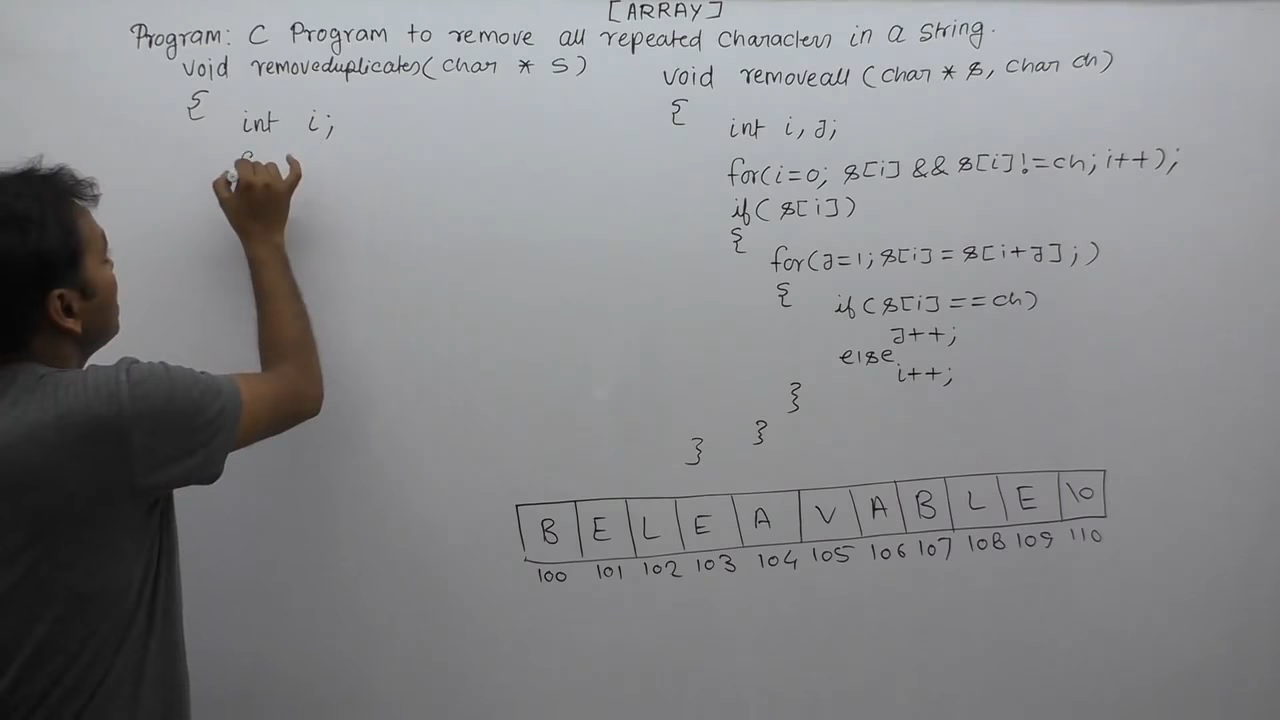 [ARRAY]
Program: C Program to remove all repeated characters in a string.
void removeduplicates(char * s)
{
int i;
void removeall (char * s, char ch)
{
int i, j;
for(i=0; s[i] && s[i]!=ch; i++);
if( s[i])
{
for(j=1; s[i] = s[i+j]; )
{
if( s[i] == ch)
j++;
else
i++;
}
}
}
B E L E A V A B L E \0
100 101 102 103 104 105 106 107 108 109 110